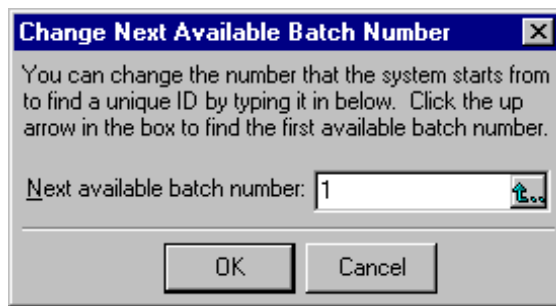 Change Next Available Batch Number
You can change the number that the system starts from
to find a unique ID by typing it in below.  Click the up
arrow in the box to find the first available batch number.
Next available batch number: 1
OK Cancel